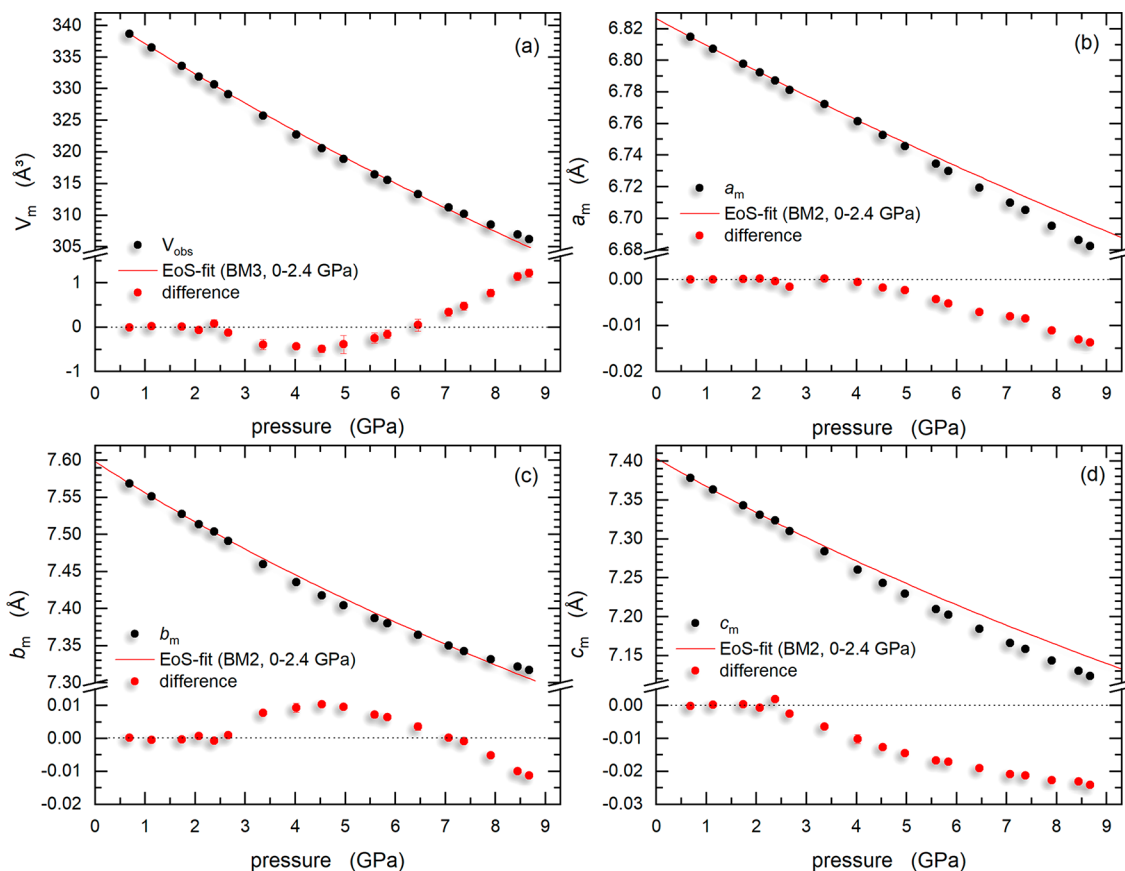 340
335
330
325
320
315
310
305
1
0
-1
V_m (Å³)
(a)
V_obs
EoS-fit (BM3, 0-2.4 GPa)
difference
0 1 2 3 4 5 6 7 8 9
pressure (GPa)
6.82
6.80
6.78
6.76
6.74
6.72
6.70
6.68
0.00
-0.01
-0.02
a_m (Å)
(b)
a_m
EoS-fit (BM2, 0-2.4 GPa)
difference
0 1 2 3 4 5 6 7 8 9
pressure (GPa)
7.60
7.55
7.50
7.45
7.40
7.35
7.30
0.01
0.00
-0.01
-0.02
b_m (Å)
(c)
b_m
EoS-fit (BM2, 0-2.4 GPa)
difference
0 1 2 3 4 5 6 7 8 9
pressure (GPa)
7.40
7.35
7.30
7.25
7.20
7.15
0.00
-0.01
-0.02
-0.03
c_m (Å)
(d)
c_m
EoS-fit (BM2, 0-2.4 GPa)
difference
0 1 2 3 4 5 6 7 8 9
pressure (GPa)